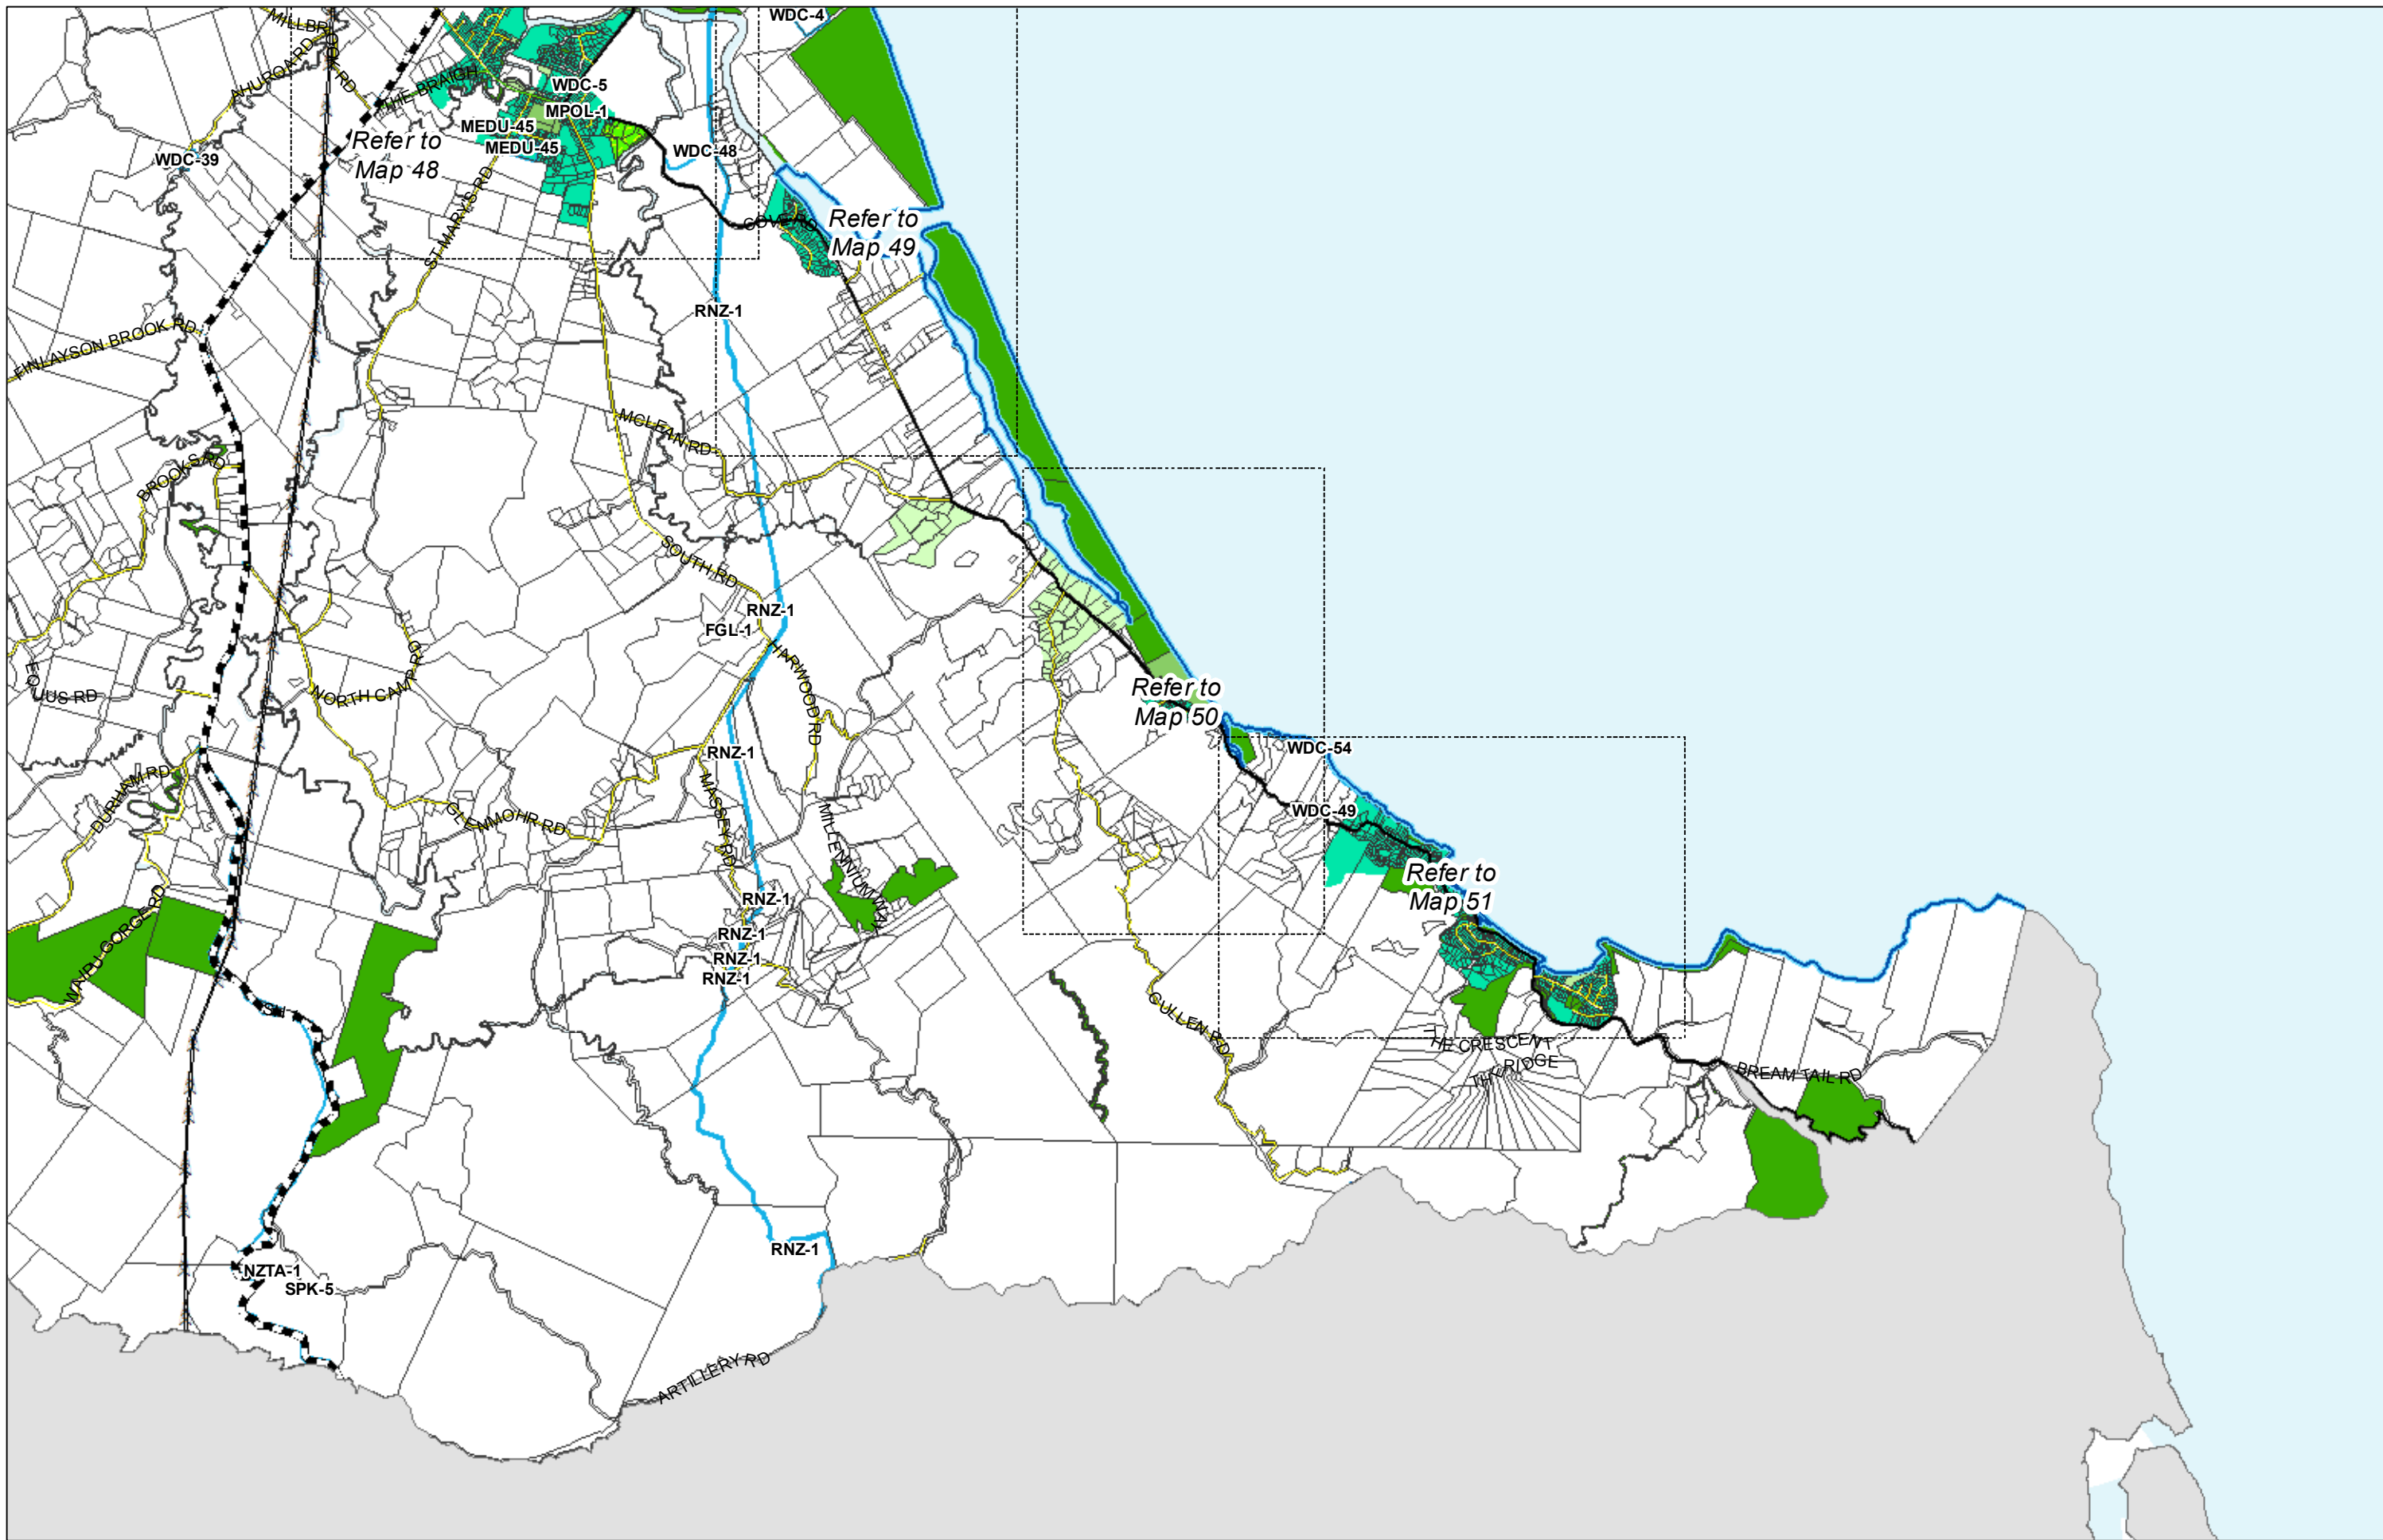 WDC-4
MILLBROOK RD
AHUROA RD
THE BRAIGH
WDC-5
MPOL-1
MEDU-45
MEDU-45
WDC-39
Refer to
Map 48
WDC-48
ST MARYS RD
COVE RD
Refer to
Map 49
RNZ-1
FINLAYSON BROOK RD
MCLEAN RD
BROOKS RD
SOUTH RD
RNZ-1
FGL-1
HARWOOD RD
NORTH CAMP RD
Refer to
Map 50
RNZ-1
WDC-54
DURHAM RD
MASSEY RD
GLENMOHR RD
MILLENNIUM WAY
WDC-49
Refer to
Map 51
WAIPU GORGE RD
RNZ-1
RNZ-1
RNZ-1
RNZ-1
SH 1
CULLEN RD
THE CRESCENT
THE RIDGE
BREAM TAIL RD
RNZ-1
NZTA-1
SPK-5
ARTILLERY RD